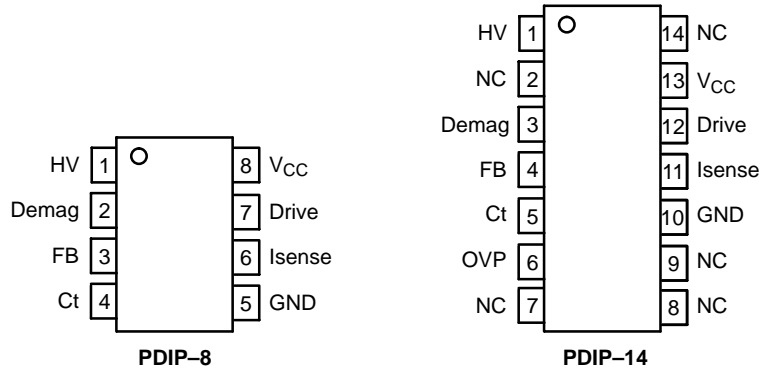 HV 1 8 VCC
Demag 2 7 Drive
FB 3 6 Isense
Ct 4 5 GND
PDIP–8
HV 1 14 NC
NC 2 13 VCC
Demag 3 12 Drive
FB 4 11 Isense
Ct 5 10 GND
OVP 6 9 NC
NC 7 8 NC
PDIP–14